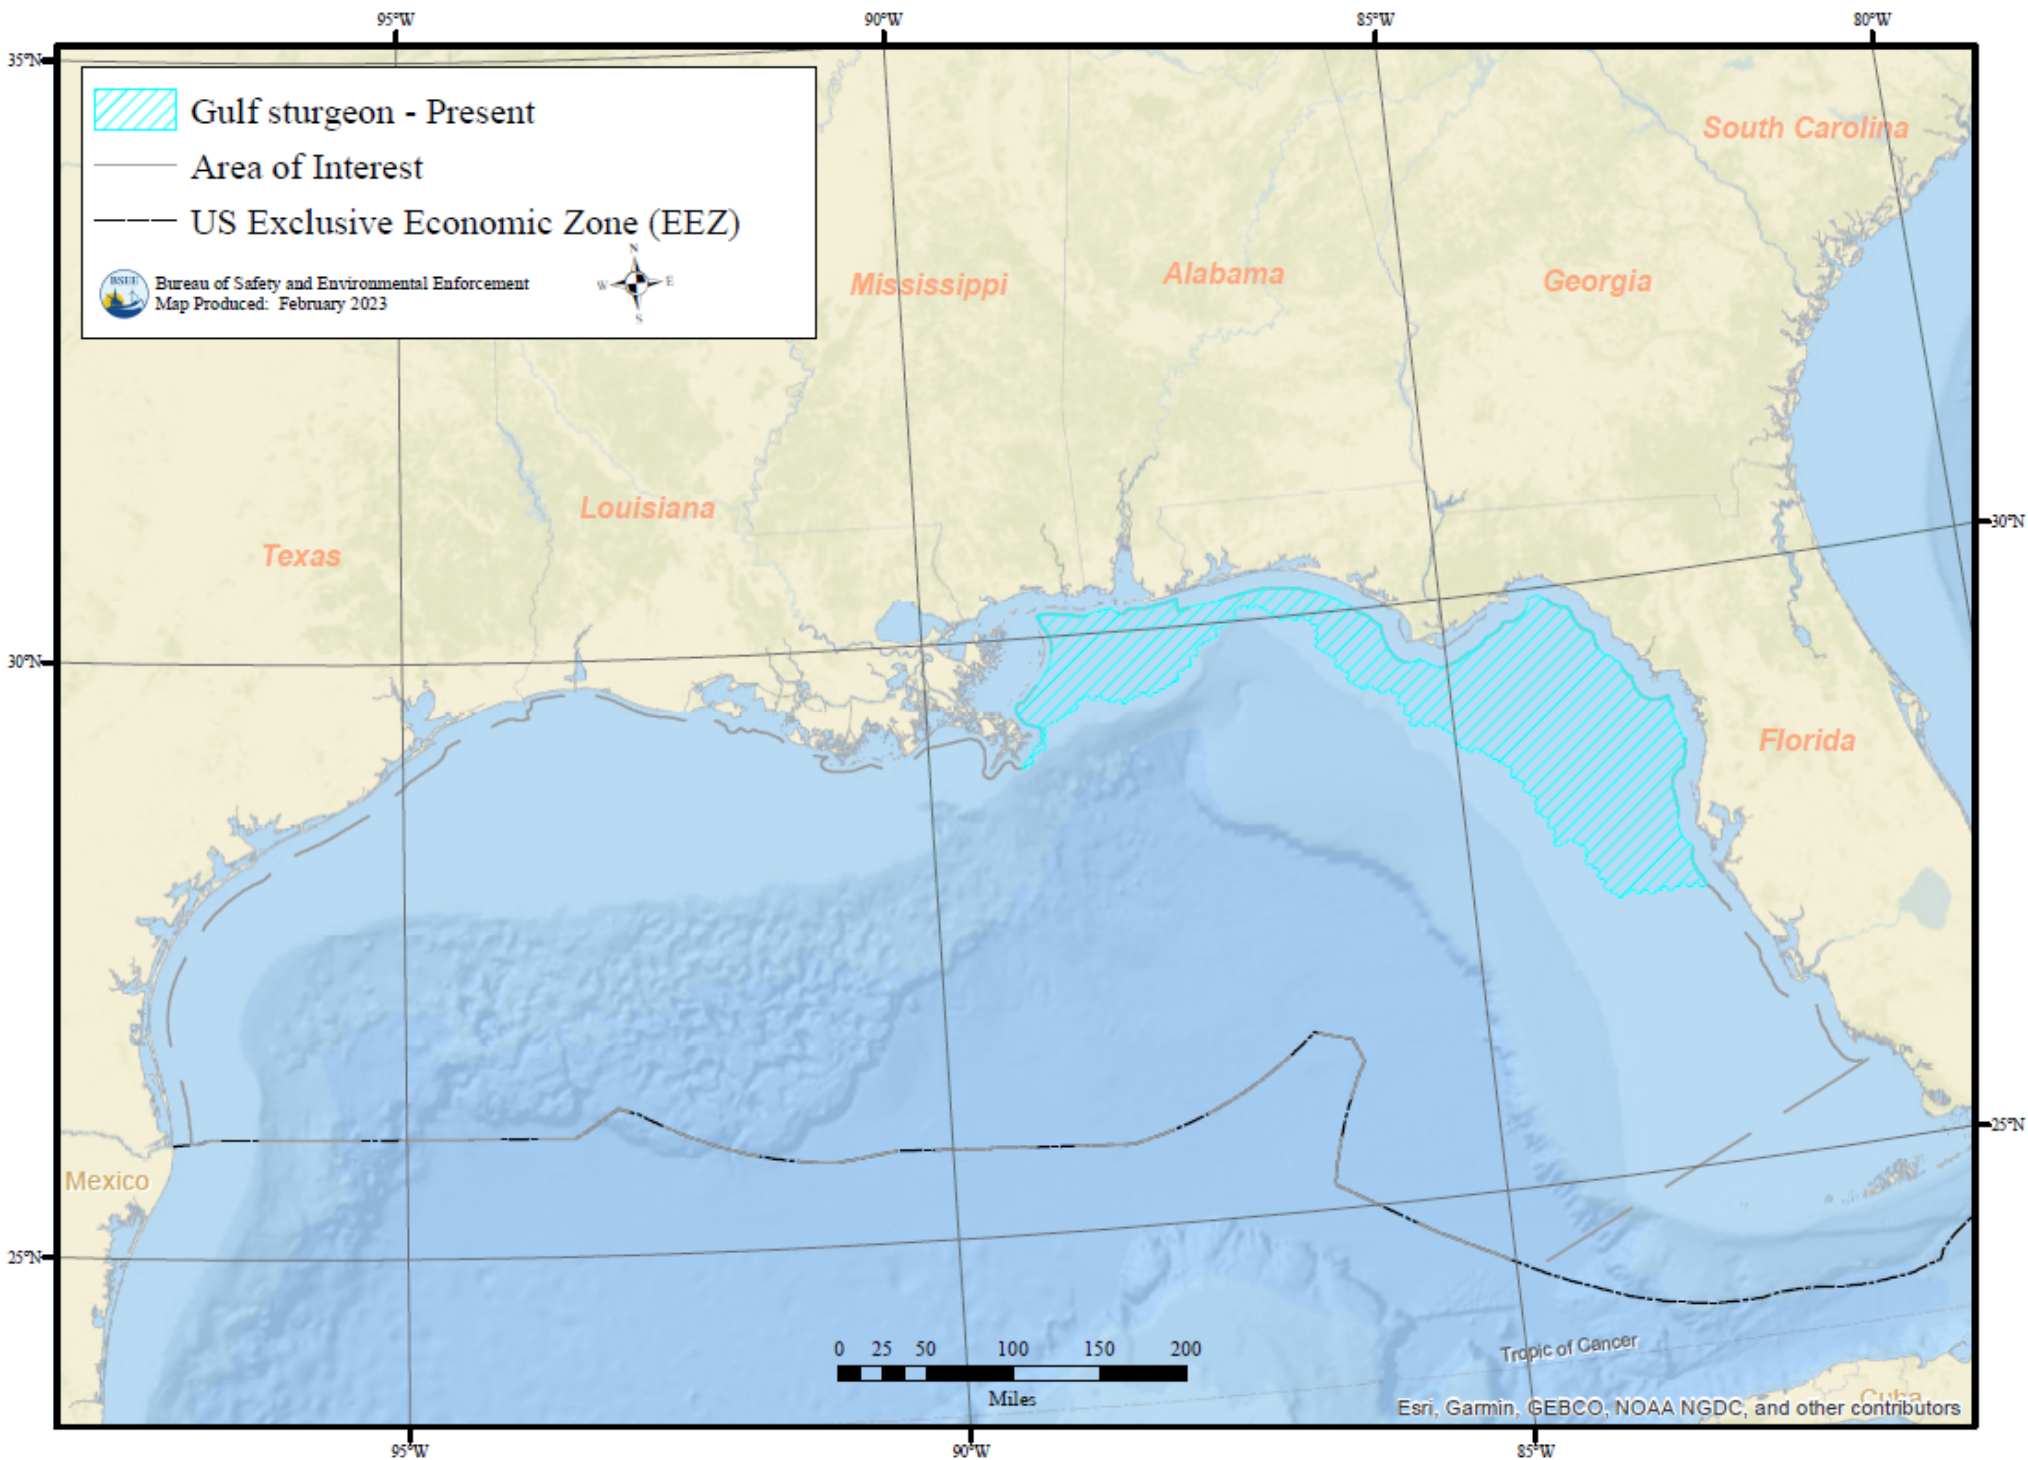 95°W 90°W 85°W 80°W
35°N
Gulf sturgeon - Present
Area of Interest
US Exclusive Economic Zone (EEZ)
BSEE
Bureau of Safety and Environmental Enforcement
Map Produced: February 2023
N
W E
S
South Carolina
Mississippi
Alabama
Georgia
Louisiana
Texas
30°N
30°N
Florida
25°N
Mexico
25°N
0 25 50 100 150 200
Miles
Tropic of Cancer
Cuba
Esri, Garmin, GEBCO, NOAA NGDC, and other contributors
95°W 90°W 85°W